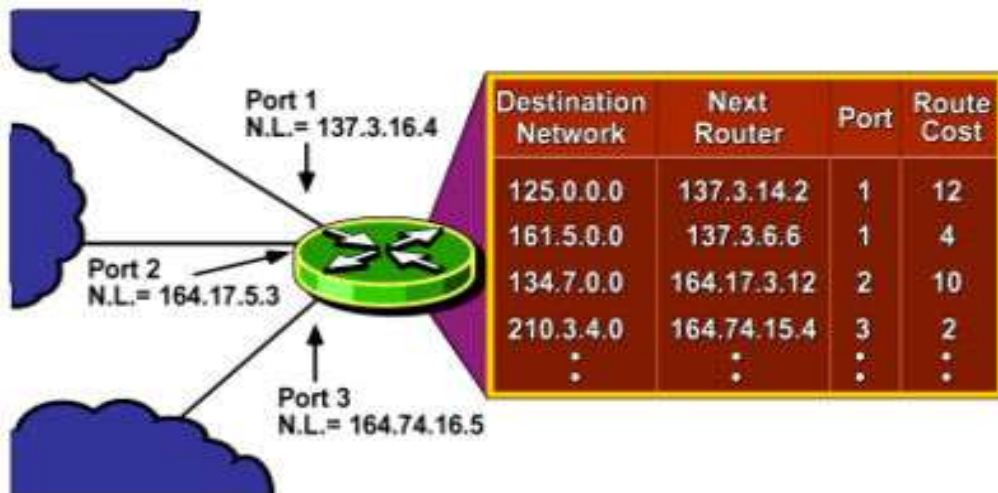 Port 1
N.L.= 137.3.16.4
Port 2
N.L.= 164.17.5.3
Port 3
N.L.= 164.74.16.5
Destination Network Next Router Port Route Cost
125.0.0.0 137.3.14.2 1 12
161.5.0.0 137.3.6.6 1 4
134.7.0.0 164.17.3.12 2 10
210.3.4.0 164.74.15.4 3 2